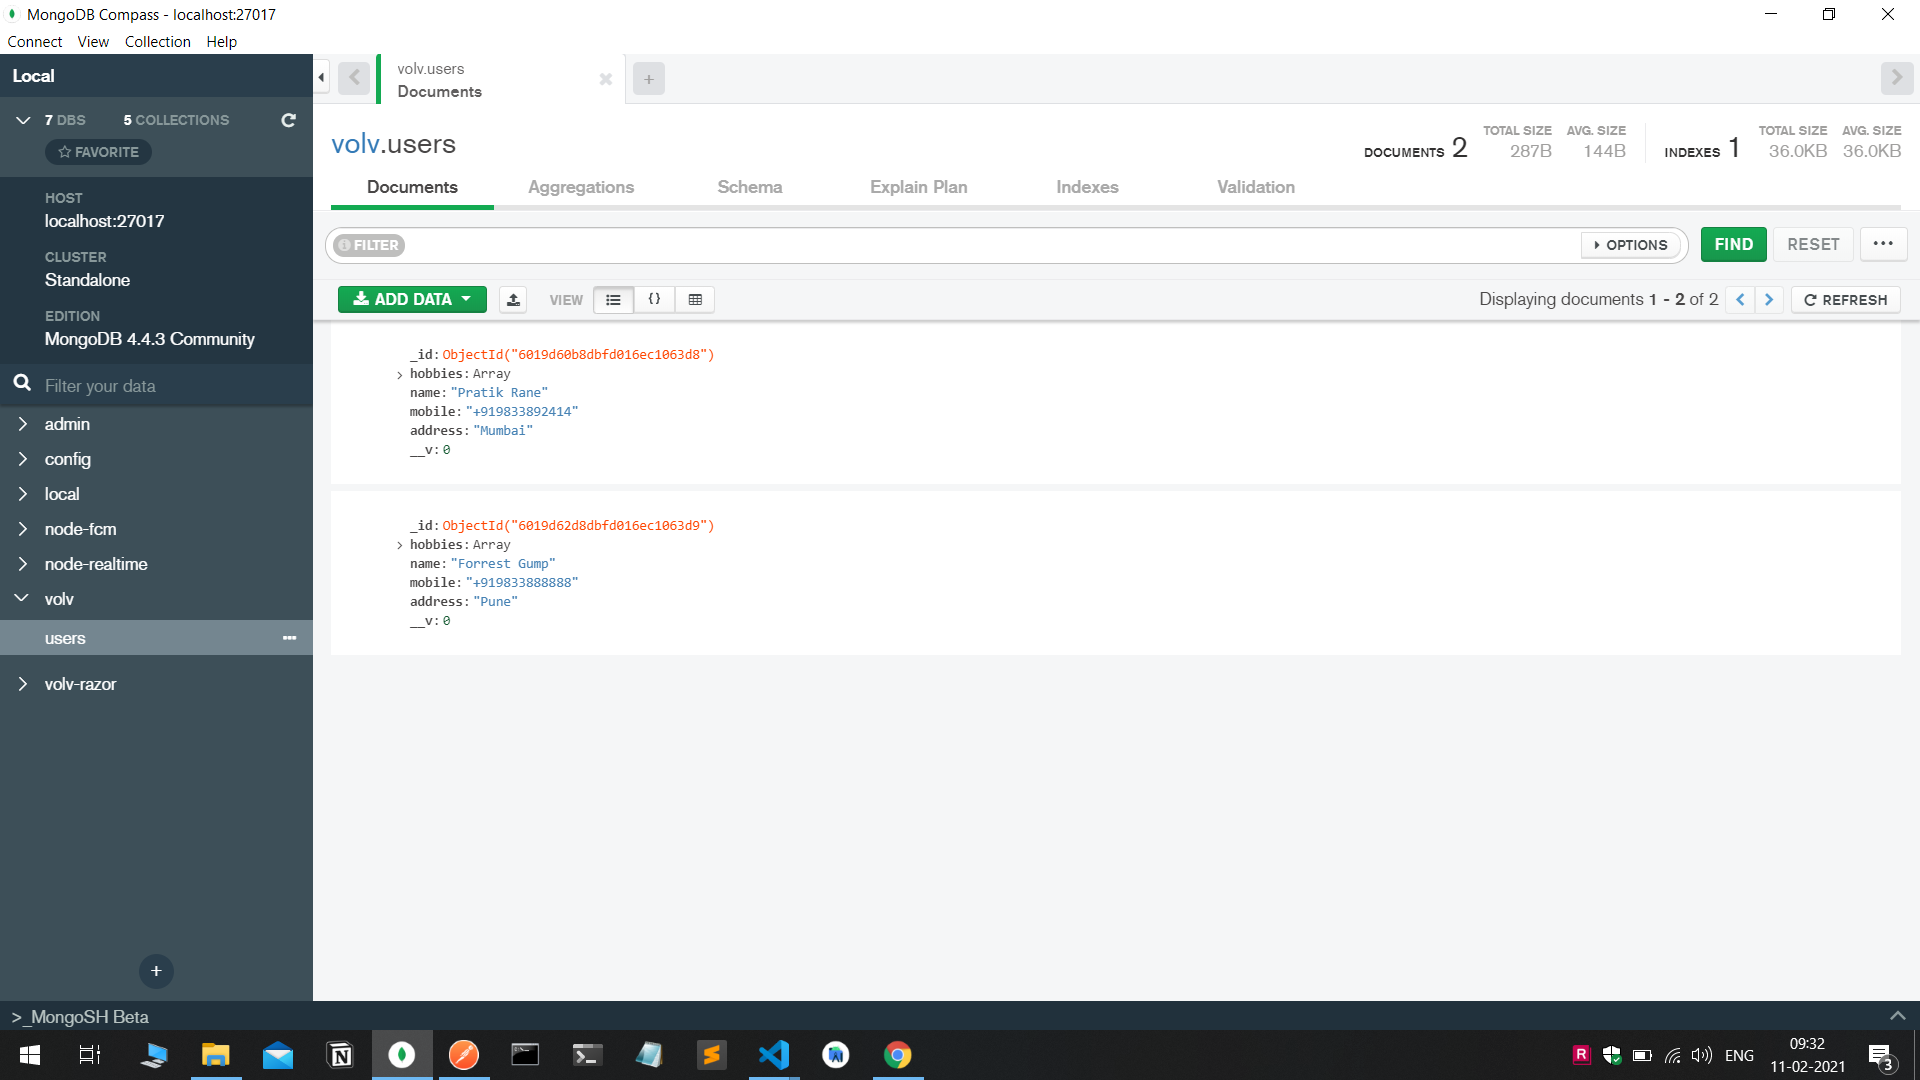 MongoDB Compass - localhost:27017
Connect View Collection Help
Local
7 DBS 5 COLLECTIONS
FAVORITE
HOST
localhost:27017
CLUSTER
Standalone
EDITION
MongoDB 4.4.3 Community
Filter your data
admin
config
local
node-fcm
node-realtime
volv
users
volv-razor
volv.users
Documents
volv.users
DOCUMENTS 2 TOTAL SIZE 287B AVG. SIZE 144B INDEXES 1 TOTAL SIZE 36.0KB AVG. SIZE 36.0KB
Documents Aggregations Schema Explain Plan Indexes Validation
FILTER OPTIONS FIND RESET
ADD DATA VIEW {} Displaying documents 1 - 2 of 2 REFRESH
_id: ObjectId("6019d60b8dbfd016ec1063d8")
hobbies: Array
name: "Pratik Rane"
mobile: "+919833892414"
address: "Mumbai"
__v: 0
_id: ObjectId("6019d62d8dbfd016ec1063d9")
hobbies: Array
name: "Forrest Gump"
mobile: "+919833888888"
address: "Pune"
__v: 0
>_MongoSH Beta
ENG
09:32
11-02-2021
3